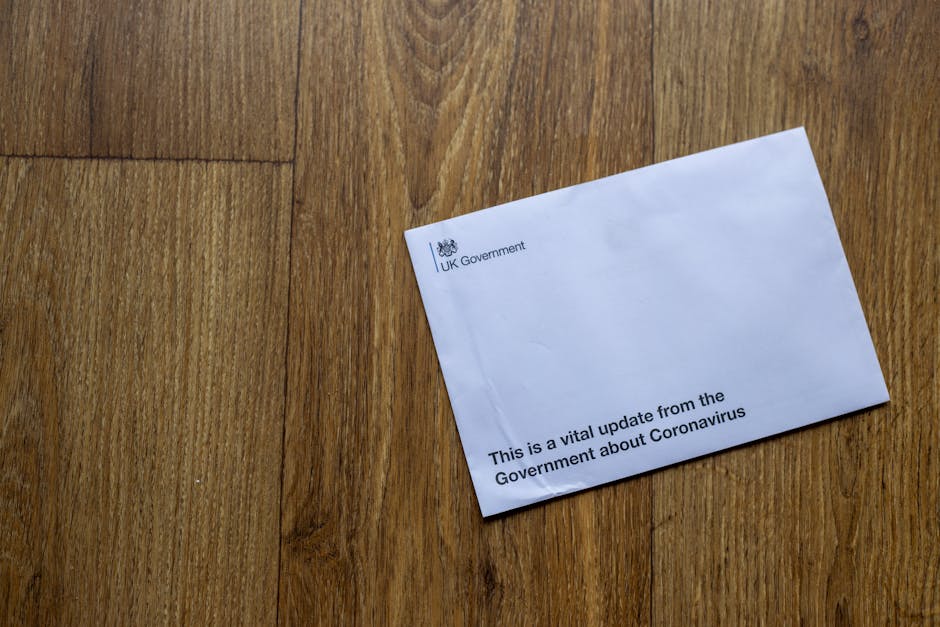 UK Government
This is a vital update from the
Government about Coronavirus